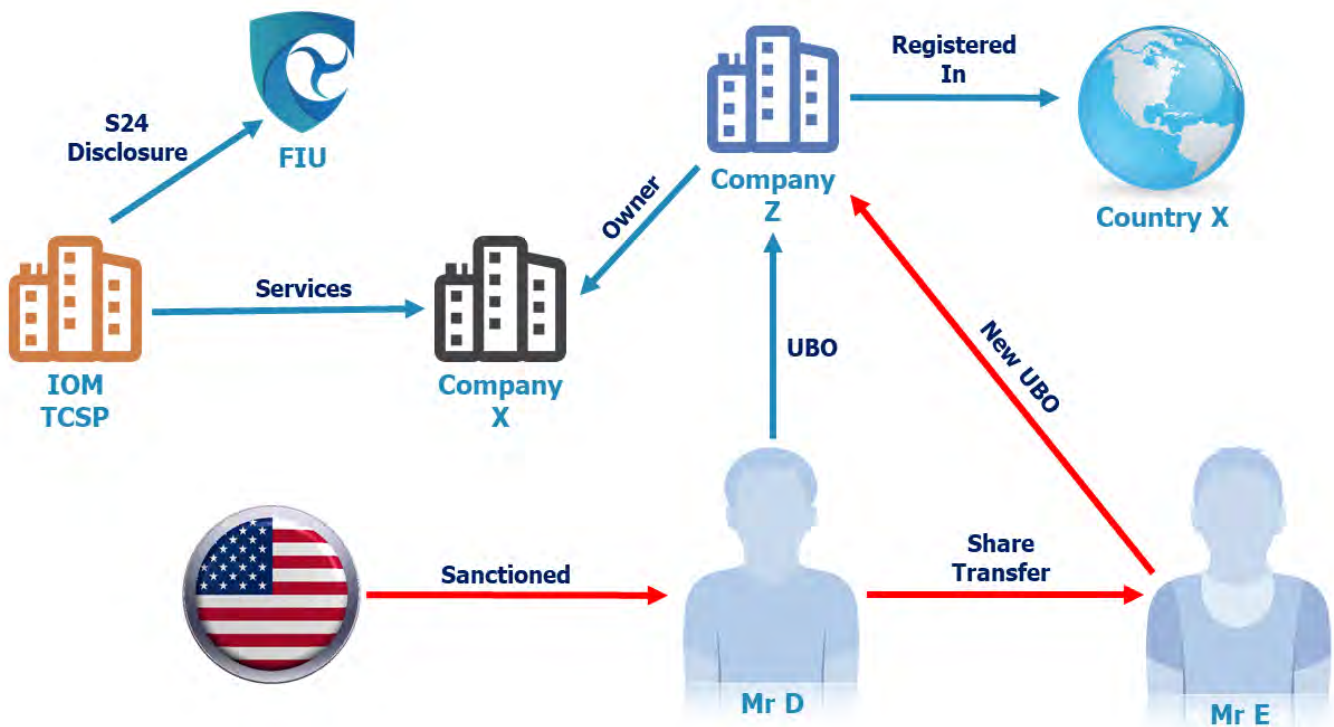 Registered
In
S24
Disclosure
FIU
Company
Z
Country X
Owner
Services
IOM
TCSP
Company
X
UBO
New UBO
Sanctioned
Share
Transfer
Mr D
Mr E